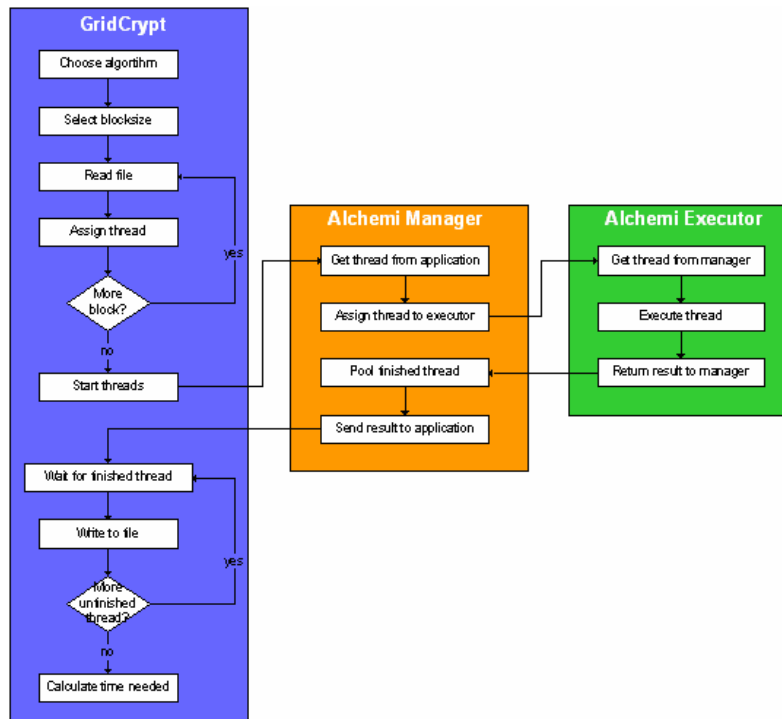 GridCrypt
Choose algortihm
Select blocksize
Read file
Assign thread
yes
More
block?
no
Start threads
Wait for finished thread
Write to file
yes
More
unfinished
thread?
no
Calculate time needed
Alchemi Manager
Get thread from application
Assign thread to executor
Pool finished thread
Send result to application
Alchemi Executor
Get thread from manager
Execute thread
Return result to manager